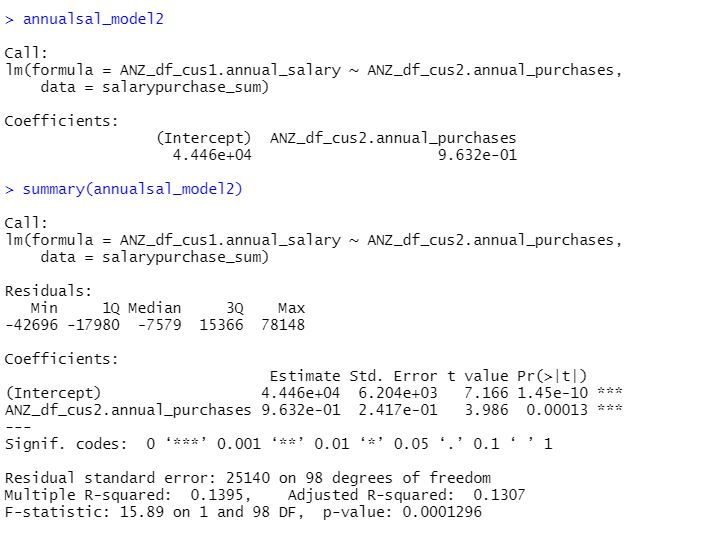 > annualsal_model2
Call:
lm(formula = ANZ_df_cus1.annual_salary ~ ANZ_df_cus2.annual_purchases,
    data = salarypurchase_sum)
Coefficients:
                 (Intercept)  ANZ_df_cus2.annual_purchases
                   4.446e+04                     9.632e-01
> summary(annualsal_model2)
Call:
lm(formula = ANZ_df_cus1.annual_salary ~ ANZ_df_cus2.annual_purchases,
    data = salarypurchase_sum)
Residuals:
   Min     1Q Median     3Q    Max
-42696 -17980  -7579  15366  78148
Coefficients:
                              Estimate Std. Error t value Pr(>|t|)
(Intercept)                  4.446e+04  6.204e+03   7.166 1.45e-10 ***
ANZ_df_cus2.annual_purchases 9.632e-01  2.417e-01   3.986  0.00013 ***
---
Signif. codes:  0 ‘***’ 0.001 ‘**’ 0.01 ‘*’ 0.05 ‘.’ 0.1 ‘ ’ 1
Residual standard error: 25140 on 98 degrees of freedom
Multiple R-squared:  0.1395,    Adjusted R-squared:  0.1307
F-statistic: 15.89 on 1 and 98 DF,  p-value: 0.0001296